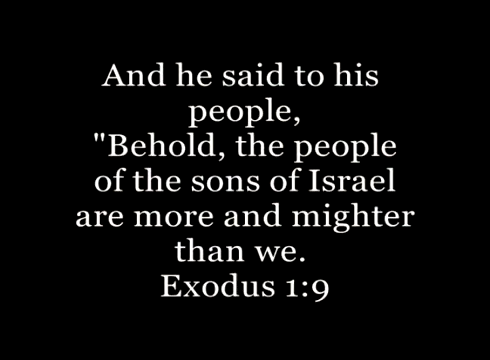 And he said to his
people,
"Behold, the people
of the sons of Israel
are more and mighter
than we.
Exodus 1:9